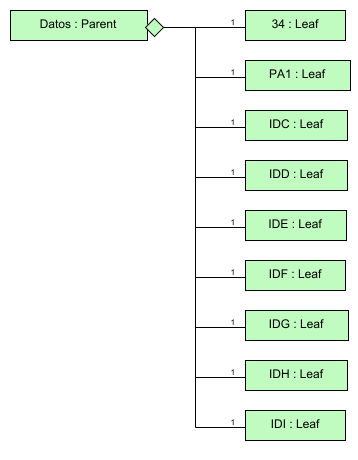 Datos : Parent
1
34 : Leaf
1
PA1 : Leaf
1
IDC : Leaf
1
IDD : Leaf
1
IDE : Leaf
1
IDF : Leaf
1
IDG : Leaf
1
IDH : Leaf
1
IDI : Leaf